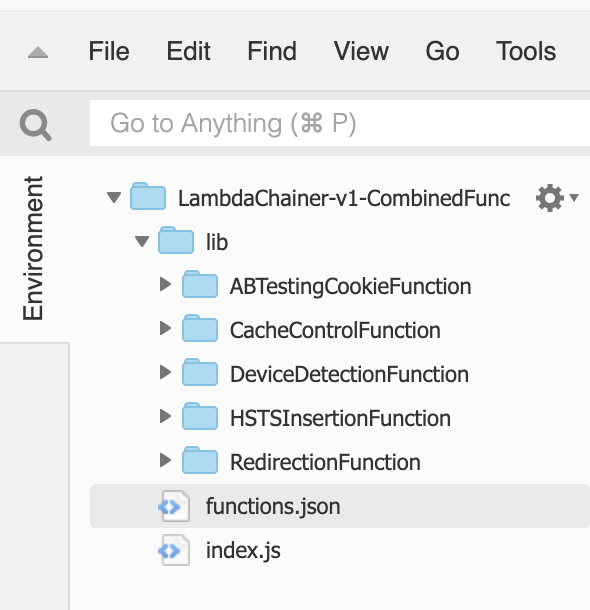 File Edit Find View Go Tools
Go to Anything (⌘ P)
Environment
LambdaChainer-v1-CombinedFunc
lib
ABTestingCookieFunction
CacheControlFunction
DeviceDetectionFunction
HSTSInsertionFunction
RedirectionFunction
functions.json
index.js